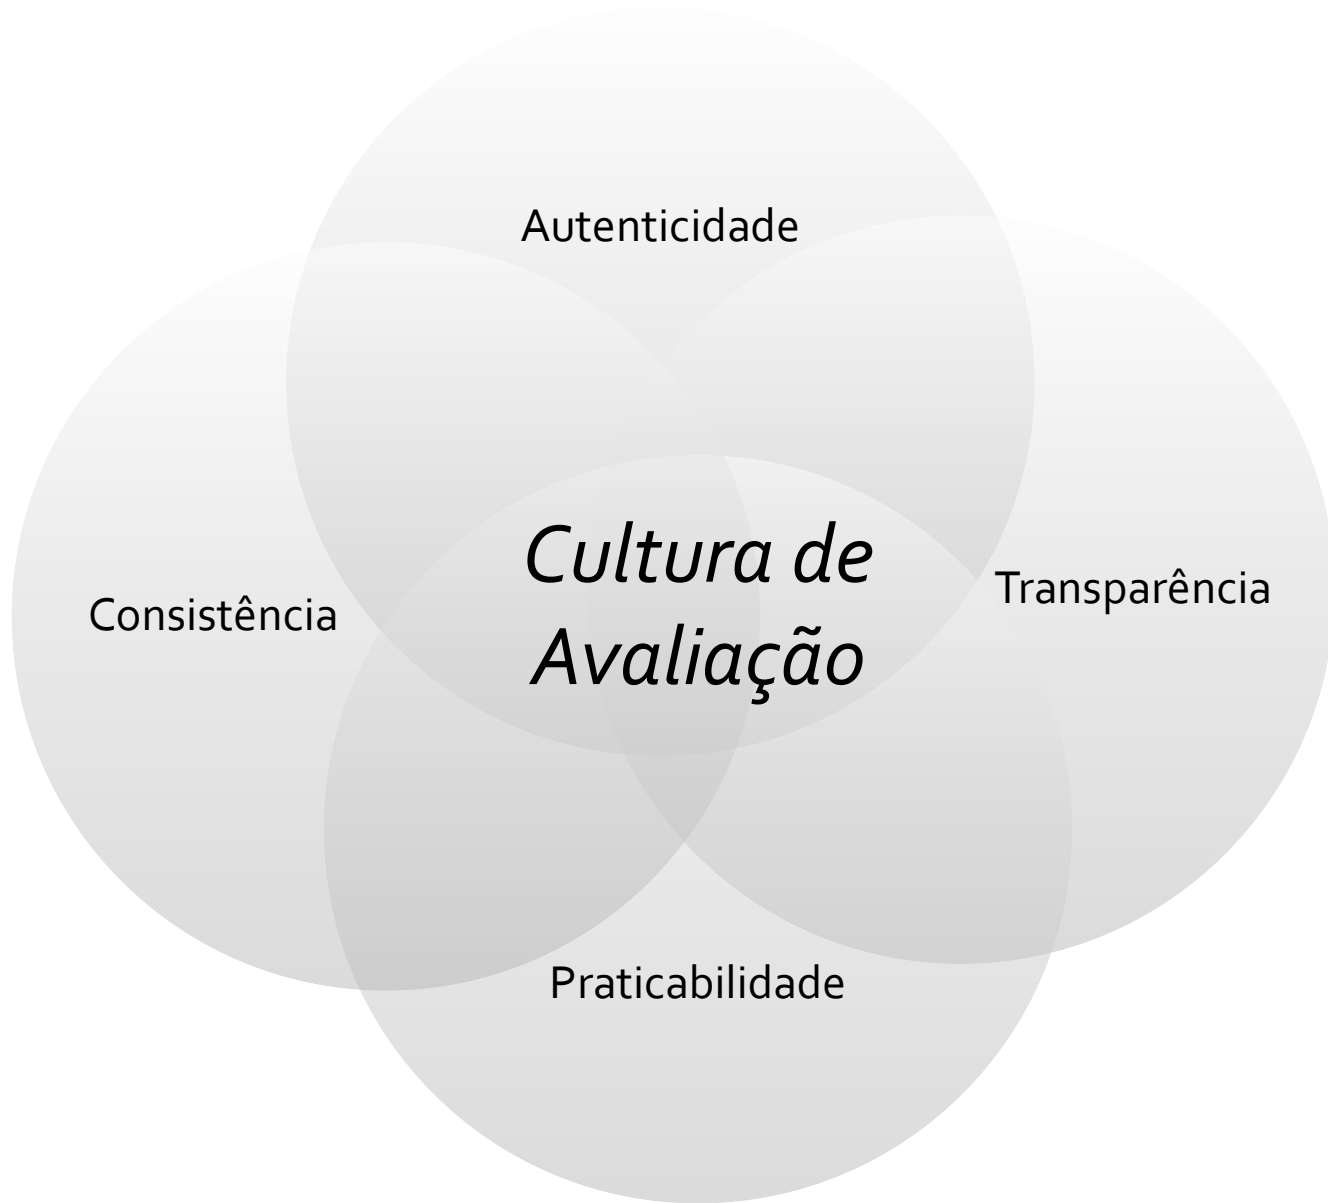 Autenticidade
Cultura de
Avaliação
Transparência
Consistência
Praticabilidade